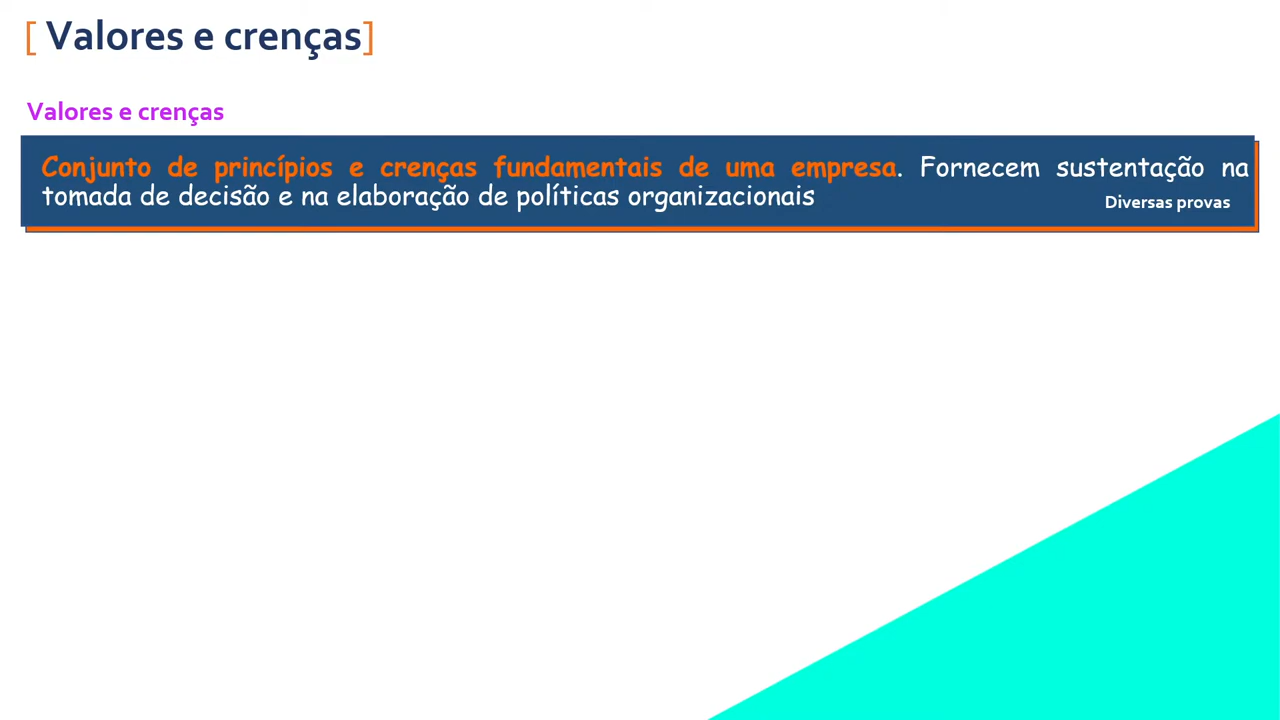 [ Valores e crenças]
Valores e crenças
Conjunto de princípios e crenças fundamentais de uma empresa. Fornecem sustentação na
tomada de decisão e na elaboração de políticas organizacionais
Diversas provas